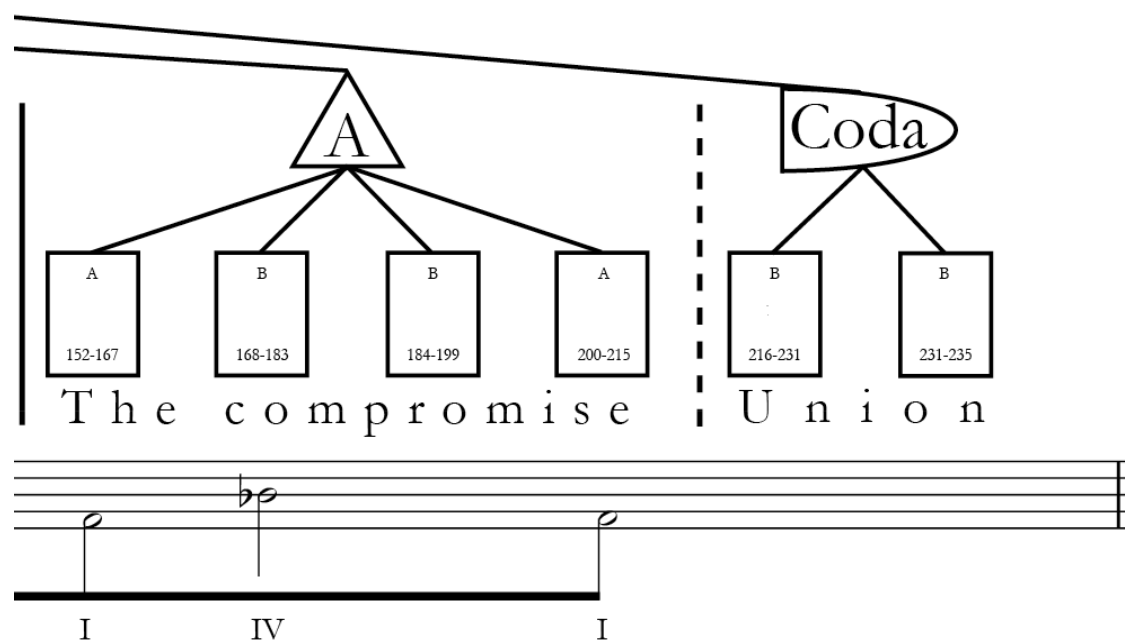 A Coda
A B B A B B
152-167 168-183 184-199 200-215 216-231 231-235
The compromise Union
I IV I